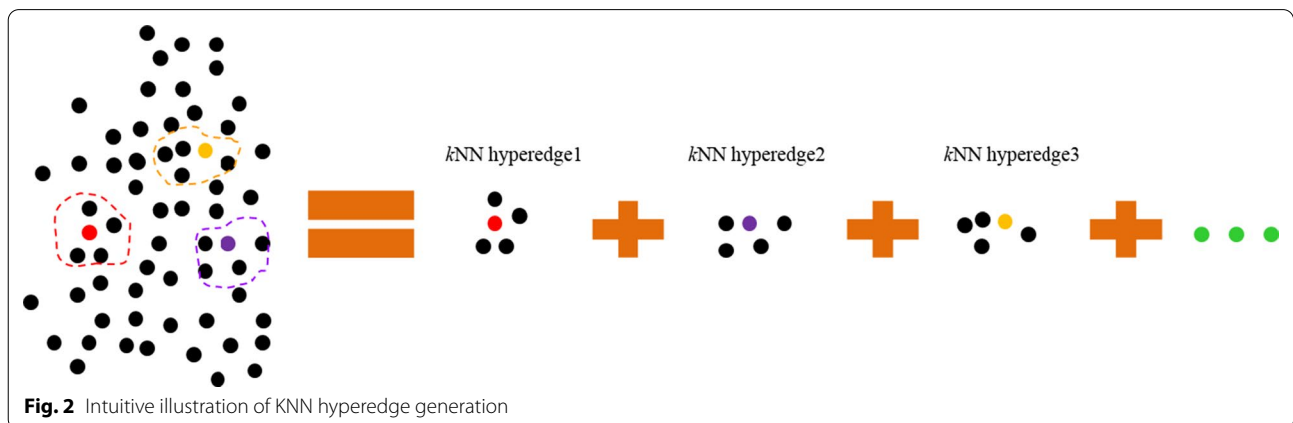 kNN hyperedge1 kNN hyperedge2 kNN hyperedge3
Fig. 2 Intuitive illustration of KNN hyperedge generation